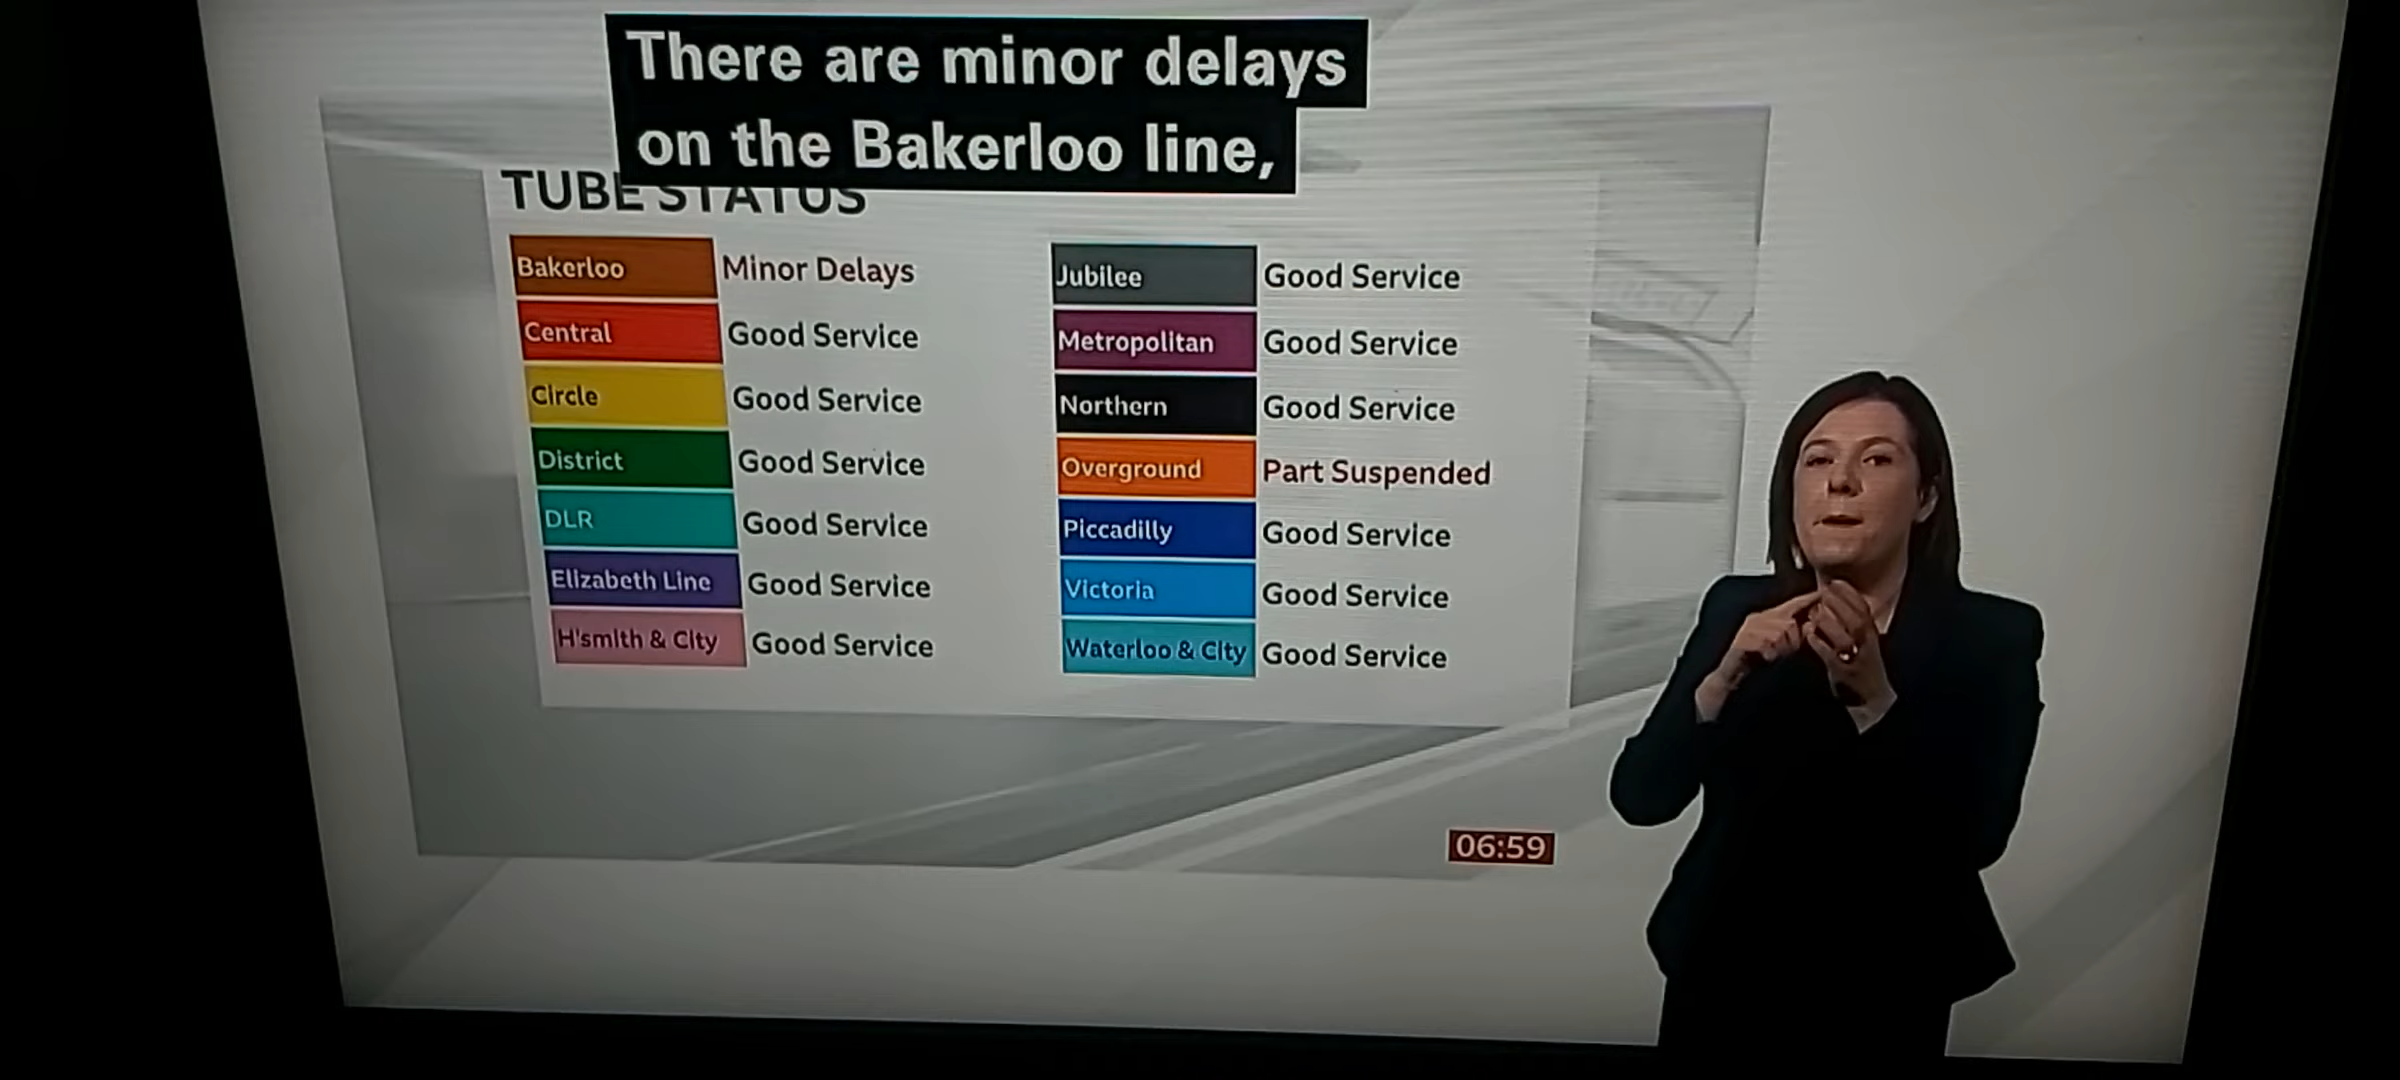 There are minor delays
on the Bakerloo line,
TUBE STATUS
Bakerloo Minor Delays
Central Good Service
Circle Good Service
District Good Service
DLR Good Service
Elizabeth Line Good Service
H'smith & City Good Service
Jubilee Good Service
Metropolitan Good Service
Northern Good Service
Overground Part Suspended
Piccadilly Good Service
Victoria Good Service
Waterloo & City Good Service
06:59